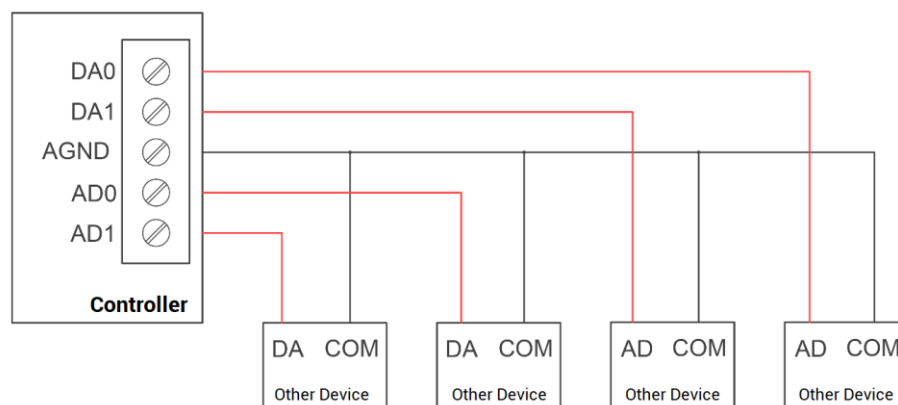 DA0
DA1
AGND
AD0
AD1
Controller
DA COM
Other Device
DA COM
Other Device
AD COM
Other Device
AD COM
Other Device